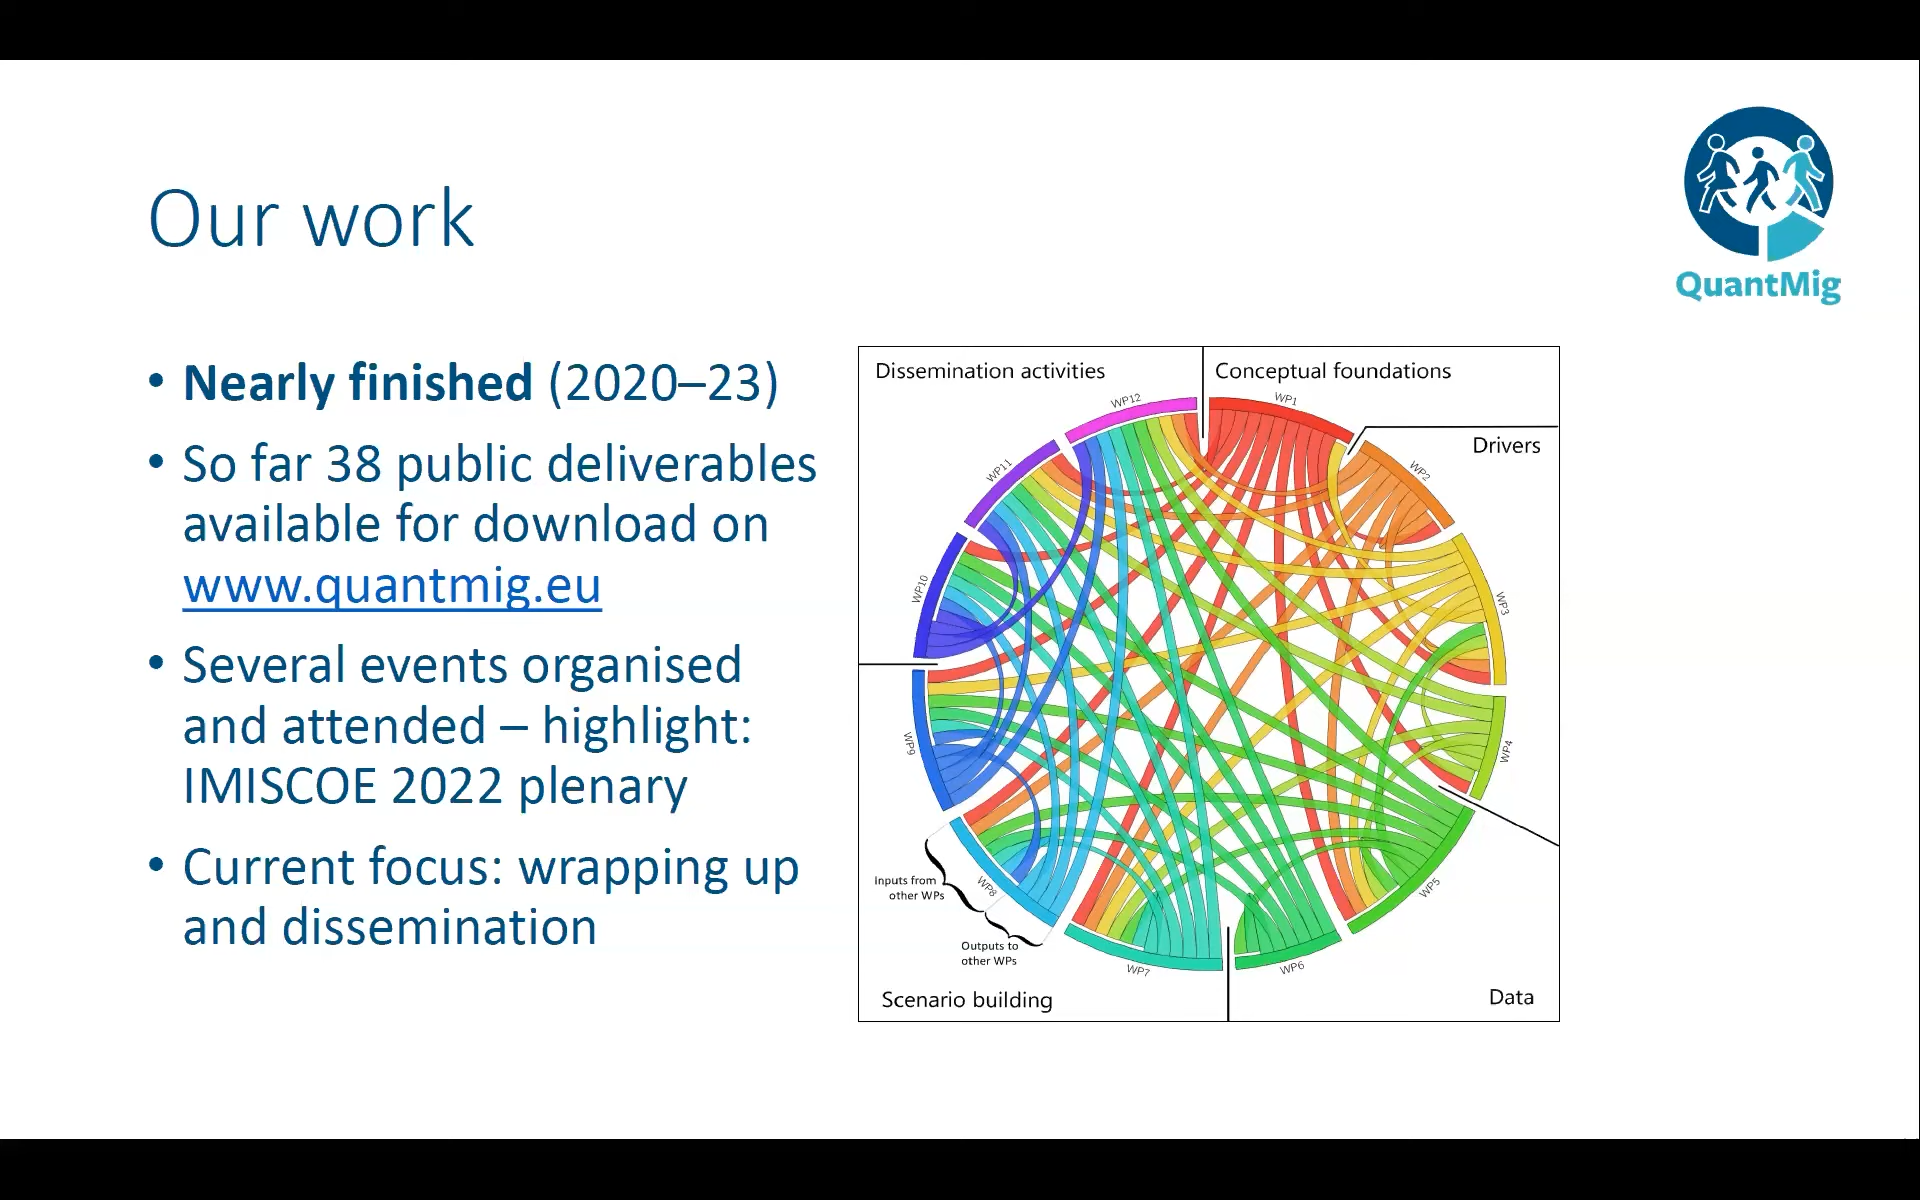 Our work
QuantMig
• Nearly finished (2020–23)
• So far 38 public deliverables
available for download on
www.quantmig.eu
• Several events organised
and attended – highlight:
IMISCOE 2022 plenary
• Current focus: wrapping up
and dissemination
Dissemination activities
Conceptual foundations
Drivers
WP12
WP1
WP11
WP2
WP10
WP3
WP9
WP4
WP8
WP5
WP7
WP6
Inputs from
other WPs
Outputs to
other WPs
Scenario building
Data